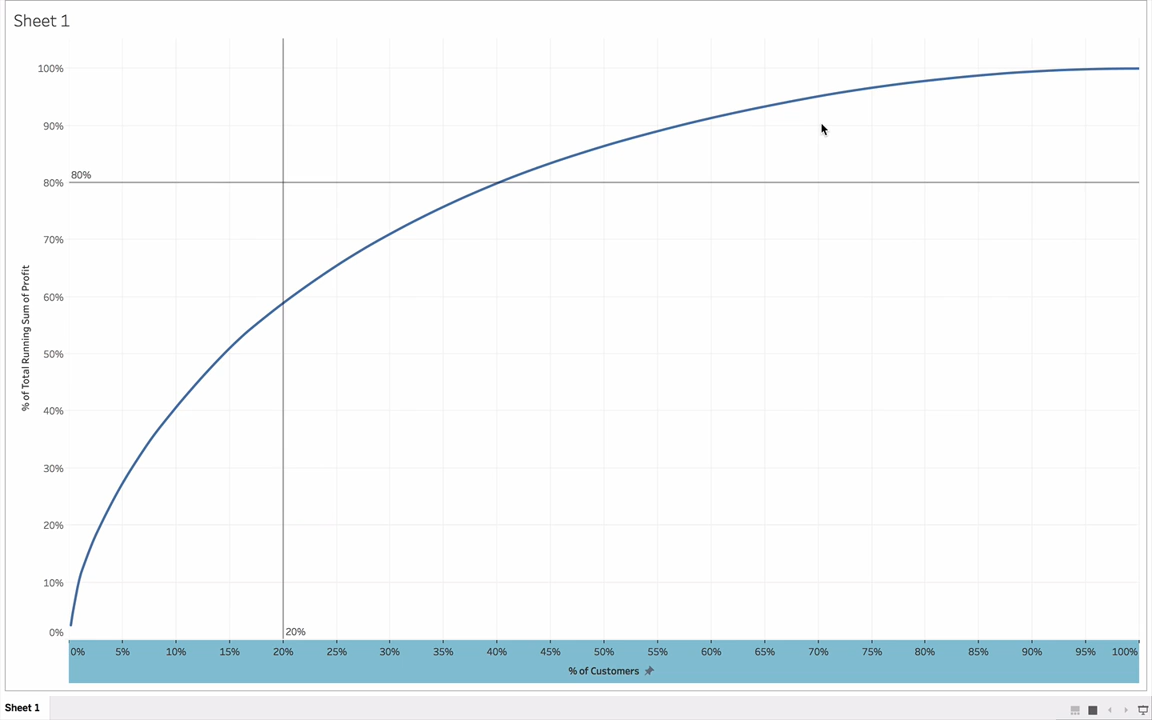 Sheet 1
100%
90%
80%
80%
70%
60%
50%
40%
30%
20%
10%
0%
% of Total Running Sum of Profit
20%
0% 5% 10% 15% 20% 25% 30% 35% 40% 45% 50% 55% 60% 65% 70% 75% 80% 85% 90% 95% 100%
% of Customers
Sheet 1